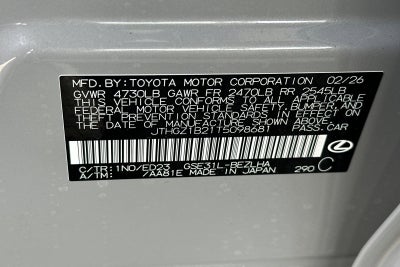 MFD.BY:TOYOTA MOTOR CORPORATION 02/26
GVWR 4730LB GAWR FR 2470LB RR 2545LB
THIS VEHICLE CONFORMS TO ALL APPLICABLE
FEDERAL MOTOR VEHICLE SAFETY, BUMPER, AND
THEFT PREVENTION STANDARDS IN EFFECT ON
THE DATE OF MANUFACTURE SHOWN ABOVE.
JTHGZ1B21T5098681 PASS.CAR
C/TR:1N0/ED23 GSE31L-BEZLHA 290 C
A/TM: /AA81E MADE IN JAPAN